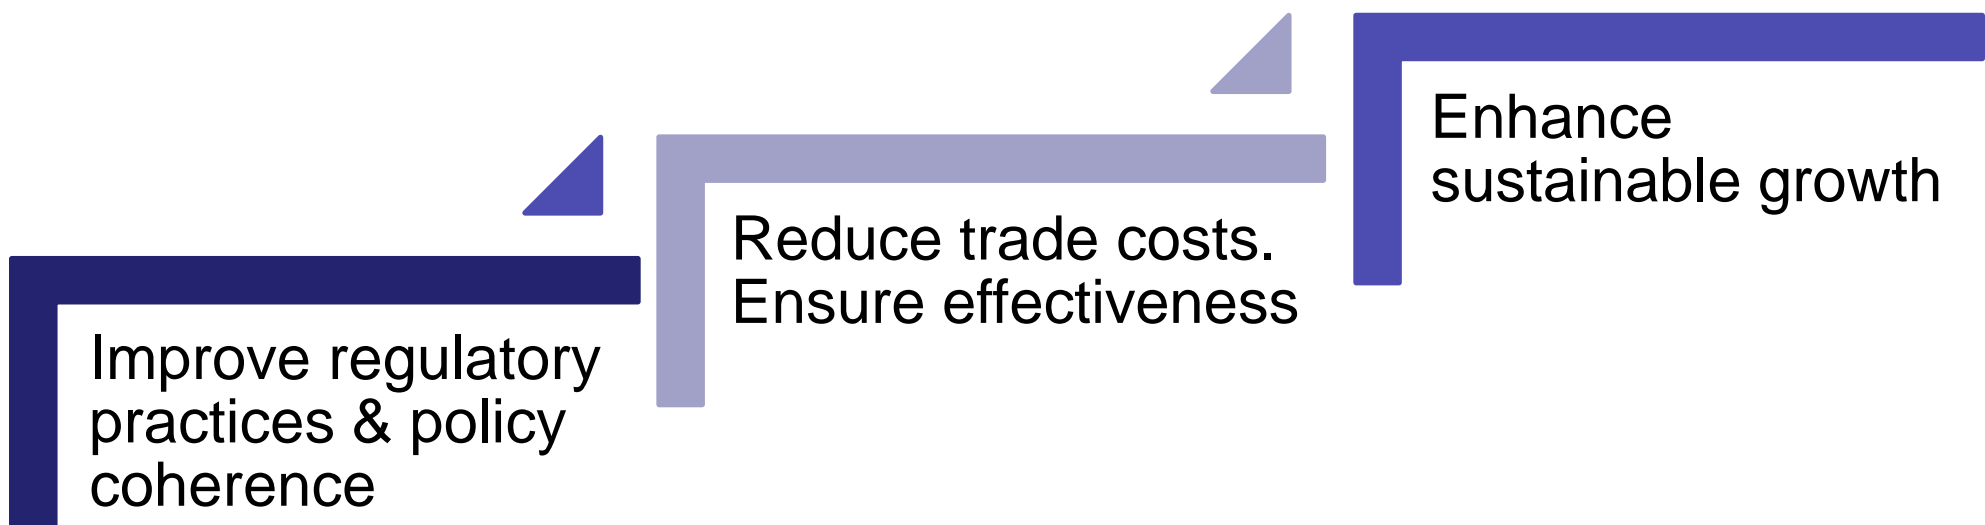 Improve regulatory
practices & policy
coherence
Reduce trade costs.
Ensure effectiveness
Enhance
sustainable growth